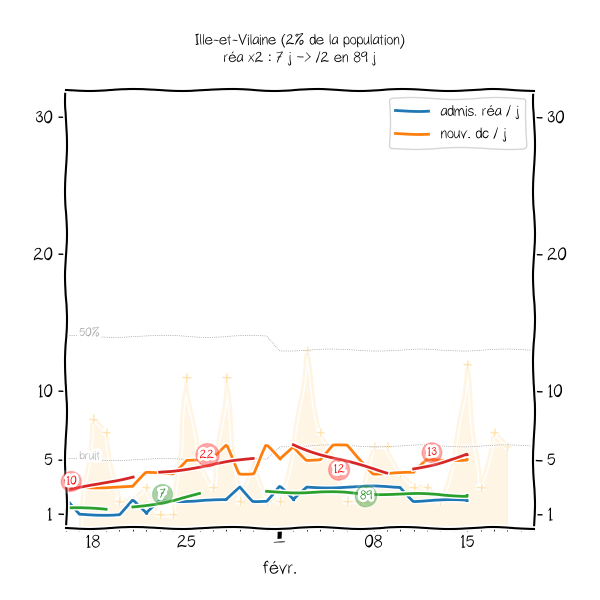 Ille-et-Vilaine (2% de la population)
réa x2 : 7 j -> /2 en 89 j
admis. réa / j
nouv. dc / j
30 30
20 20
50%
10 10
bruit
5 5
10 22 12 13
7 89
1 1
18 25 08 15
févr.